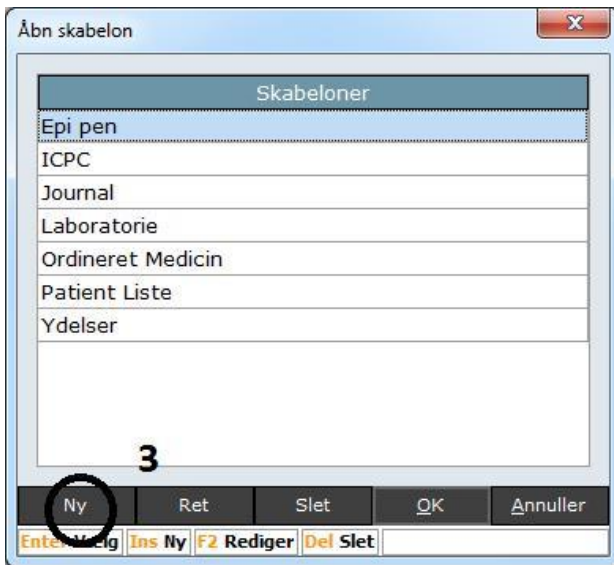 Åbn skabelon
Skabeloner
Epi pen
ICPC
Journal
Laboratorie
Ordineret Medicin
Patient Liste
Ydelser
3
Ny Ret Slet OK Annuller
Enter Vælg Ins Ny F2 Rediger Del Slet